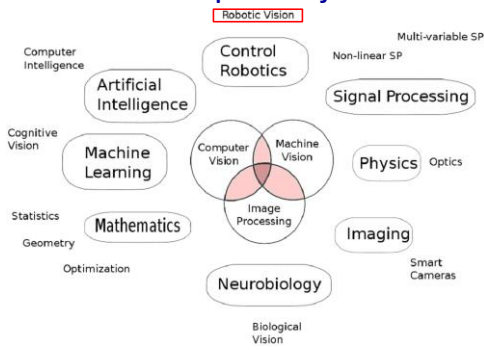 Robotic Vision
Multi-variable SP
Computer
Intelligence
Control
Robotics
Non-linear SP
Artificial
Intelligence
Signal Processing
Cognitive
Vision
Machine
Learning
Computer
Vision
Machine
Vision
Physics
Optics
Image
Processing
Statistics
Mathematics
Geometry
Imaging
Optimization
Smart
Cameras
Neurobiology
Biological
Vision